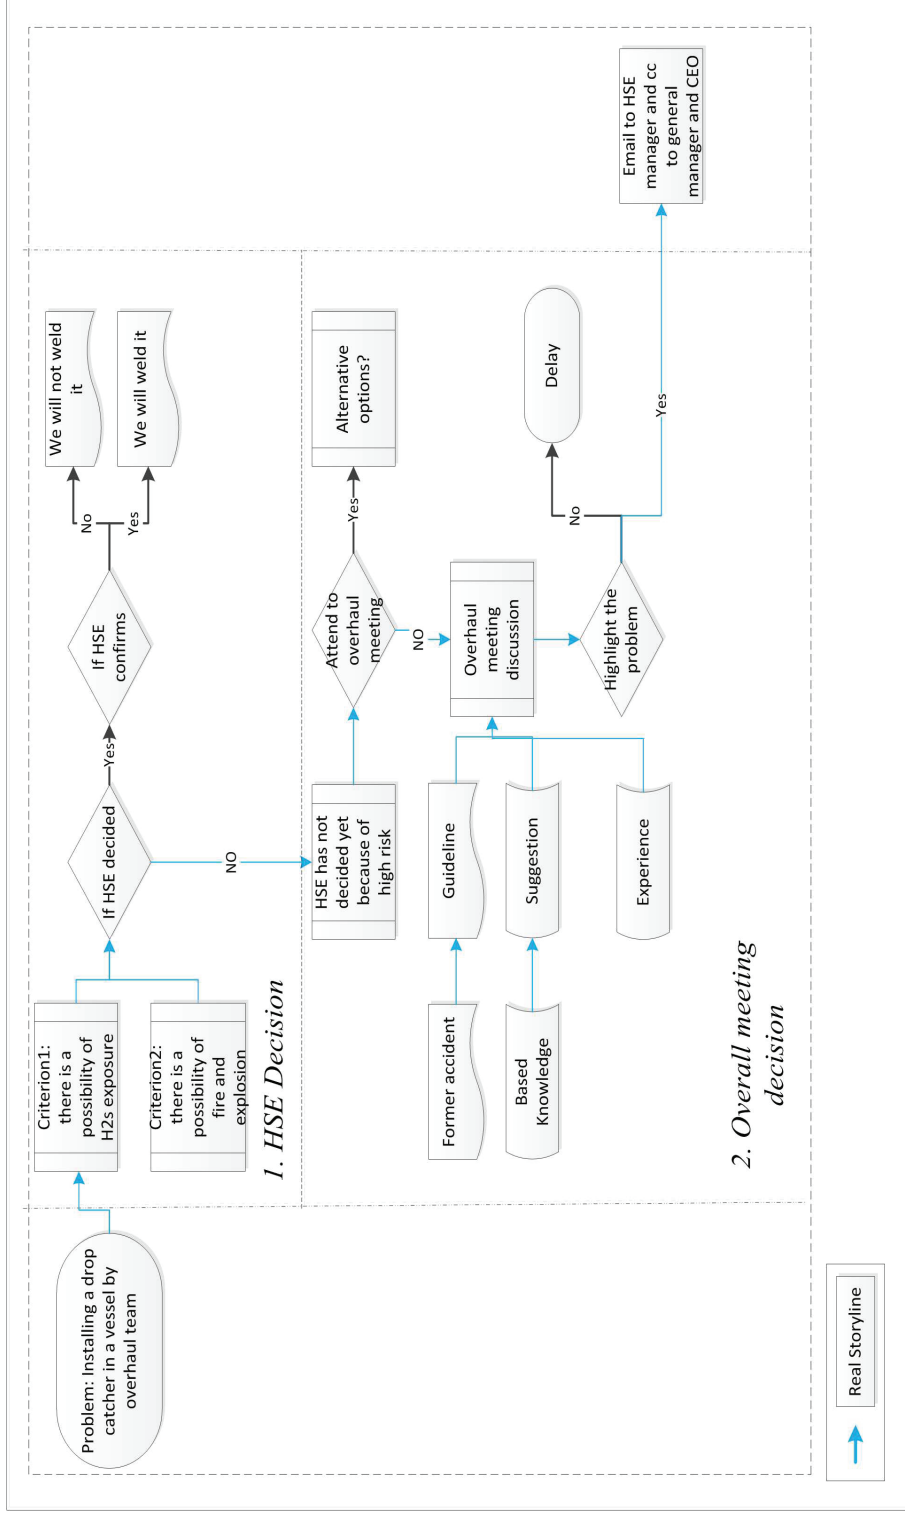 Problem: Installing a drop
catcher in a vessel by
overhaul team
Criterion1:
there is a
possibility of
H2s exposure
Criterion2:
there is a
possibility of
fire and
explosion
1. HSE Decision
If HSE decided
Yes
NO
If HSE
confirms
No
Yes
We will not weld
it
We will weld it
HSE has not
decided yet
because of
high risk
Attend to
overhaul
meeting
Yes
NO
Alternative
options?
Former accident
Based
Knowledge
Guideline
Suggestion
Experience
Overhaul
meeting
discussion
Highlight the
problem
No
Yes
Delay
Email to HSE
manager and cc
to general
manager and CEO
2. Overall meeting
decision
Real Storyline